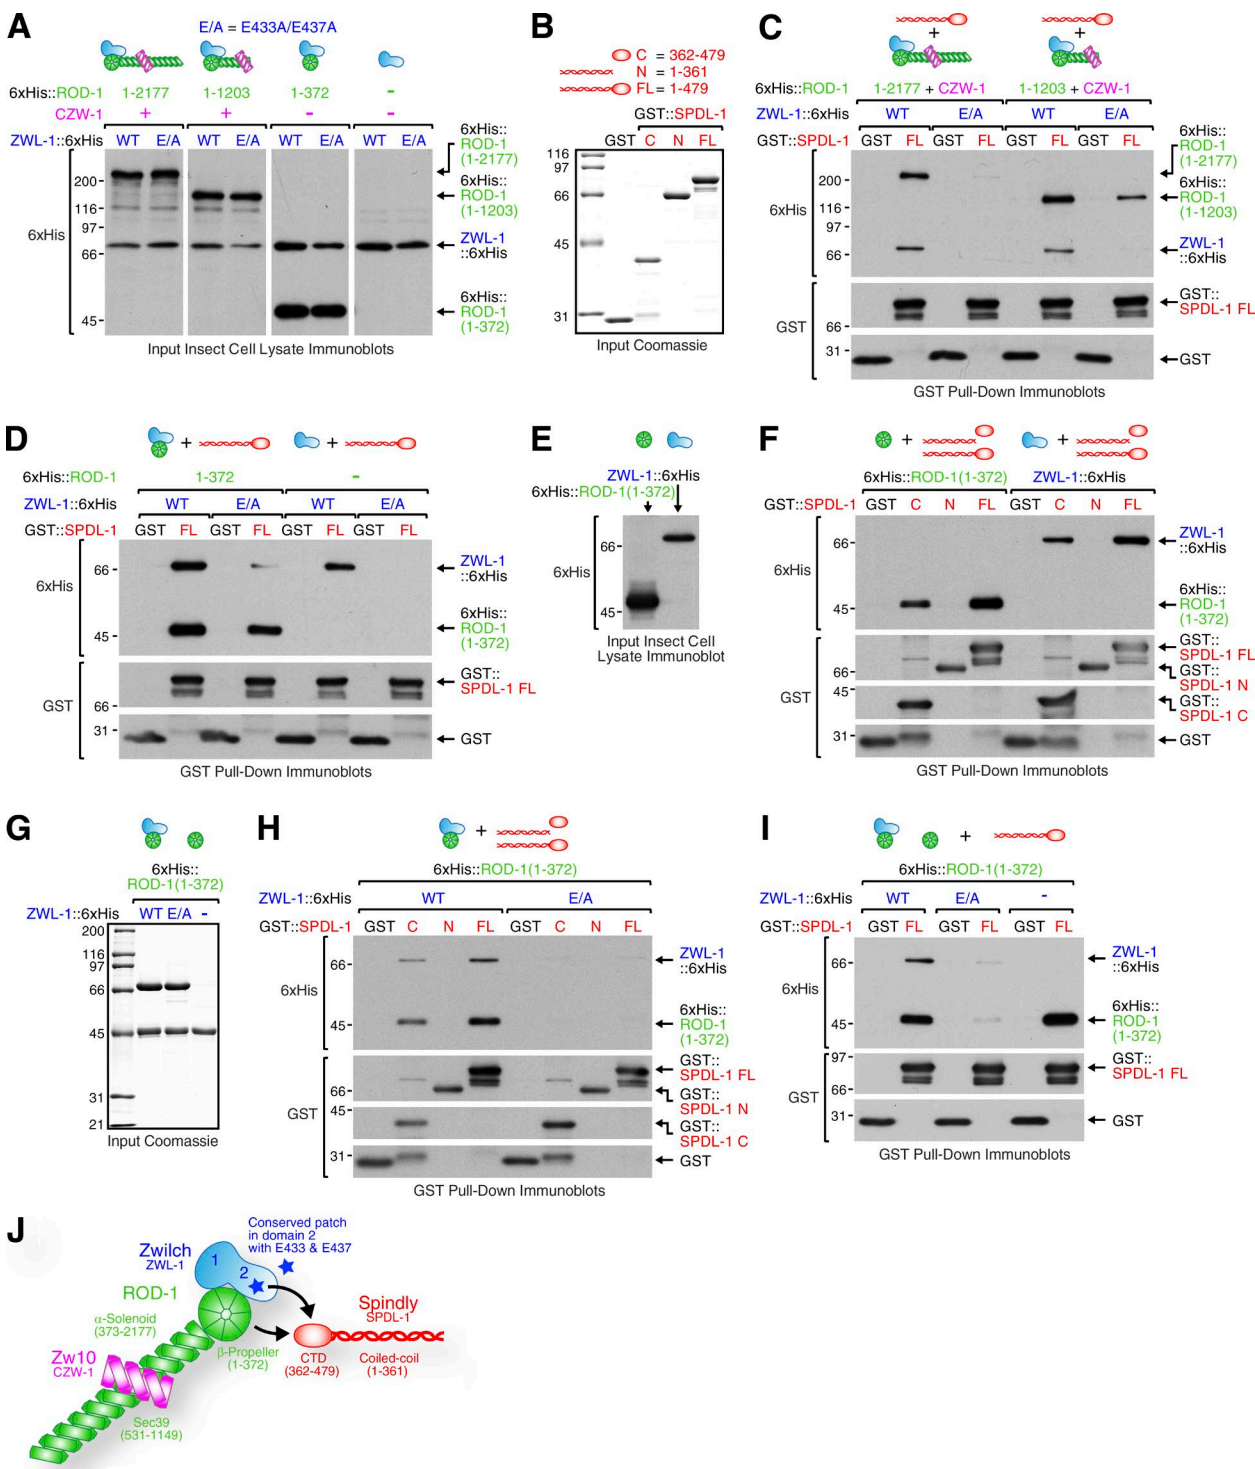 A
E/A = E433A/E437A
6xHis::ROD-1 1-2177 1-1203 1-372 -
CZW-1 + + - -
ZWL-1::6xHis WT E/A WT E/A WT E/A WT E/A
6xHis
200
116
97
66
45
6xHis::
ROD-1
(1-2177)
6xHis::
ROD-1
(1-1203)
ZWL-1
::6xHis
6xHis::
ROD-1
(1-372)
Input Insect Cell Lysate Immunoblots
B
C = 362-479
N = 1-361
FL = 1-479
GST::SPDL-1
GST C N FL
116
97
66
45
31
Input Coomassie
C
+ +
6xHis::ROD-1 1-2177 + CZW-1 1-1203 + CZW-1
ZWL-1::6xHis WT E/A WT E/A
GST::SPDL-1 GST FL GST FL GST FL GST FL
6xHis
200
116
97
66
GST
66
31
6xHis::
ROD-1
(1-2177)
6xHis::
ROD-1
(1-1203)
ZWL-1
::6xHis
GST::
SPDL-1 FL
GST
GST Pull-Down Immunoblots
D
+ +
6xHis::ROD-1 1-372 -
ZWL-1::6xHis WT E/A WT E/A
GST::SPDL-1 GST FL GST FL GST FL GST FL
6xHis
66
45
GST
66
31
ZWL-1
::6xHis
6xHis::
ROD-1
(1-372)
GST::
SPDL-1 FL
GST
GST Pull-Down Immunoblots
E
ZWL-1::6xHis
6xHis::ROD-1(1-372)
6xHis
66
45
Input Insect Cell
Lysate Immunoblot
F
+ +
6xHis::ROD-1(1-372) ZWL-1::6xHis
GST::SPDL-1 GST C N FL GST C N FL
6xHis
66
45
GST
66
45
31
ZWL-1
::6xHis
6xHis::
ROD-1
(1-372)
GST::
SPDL-1 FL
GST::
SPDL-1 N
GST::
SPDL-1 C
GST
GST Pull-Down Immunoblots
G
6xHis::
ROD-1(1-372)
ZWL-1::6xHis WT E/A -
200
116
97
66
45
31
21
Input Coomassie
H
+
6xHis::ROD-1(1-372)
ZWL-1::6xHis WT E/A
GST::SPDL-1 GST C N FL GST C N FL
6xHis
66
45
GST
66
45
31
ZWL-1
::6xHis
6xHis::
ROD-1
(1-372)
GST::
SPDL-1 FL
GST::
SPDL-1 N
GST::
SPDL-1 C
GST
GST Pull-Down Immunoblots
I
+
6xHis::ROD-1(1-372)
ZWL-1::6xHis WT E/A -
GST::SPDL-1 GST FL GST FL GST FL
6xHis
66
45
GST
97
66
31
ZWL-1
::6xHis
6xHis::
ROD-1
(1-372)
GST::
SPDL-1 FL
GST
GST Pull-Down Immunoblots
J
Conserved patch
in domain 2
with E433 & E437
Zwilch
ZWL-1
1
2
ROD-1
α-Solenoid
(373-2177)
β-Propeller
(1-372)
Spindly
SPDL-1
CTD
(362-479)
Coiled-coil
(1-361)
Zw10
CZW-1
Sec39
(531-1149)